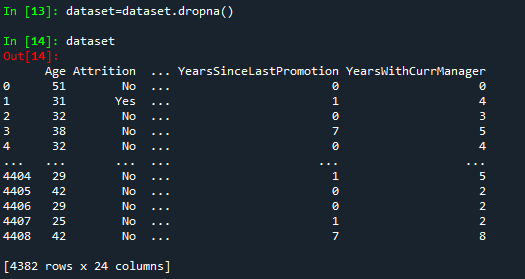 In [13]: dataset=dataset.dropna()
In [14]: dataset
Out[14]:
Age Attrition ... YearsSinceLastPromotion YearsWithCurrManager
0 51 No ... 0 0
1 31 Yes ... 1 4
2 32 No ... 0 3
3 38 No ... 7 5
4 32 No ... 0 4
... ... ... ... ... ...
4404 29 No ... 1 5
4405 42 No ... 0 2
4406 29 No ... 0 2
4407 25 No ... 1 2
4408 42 No ... 7 8
[4382 rows x 24 columns]